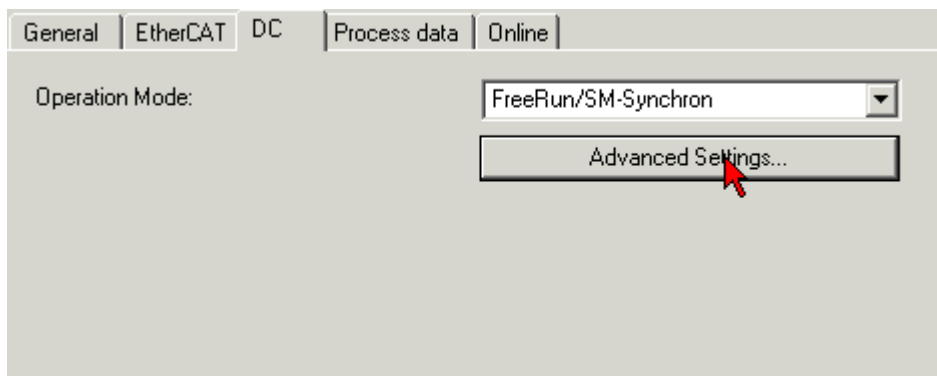 General EtherCAT DC Process data Online
Operation Mode: FreeRun/SM-Synchron
Advanced Settings...